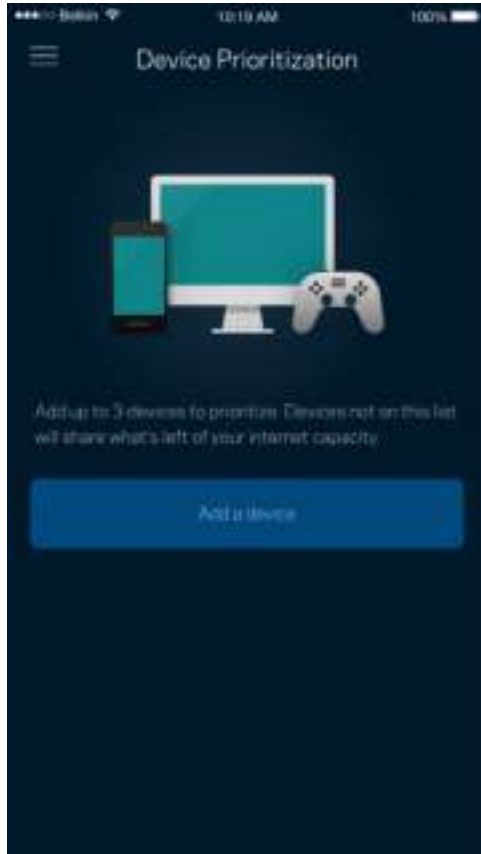 Belkin 10:19 AM 100%
Device Prioritization
Add up to 3 devices to prioritize. Devices not on this list
will share what's left of your internet capacity.
Add a device